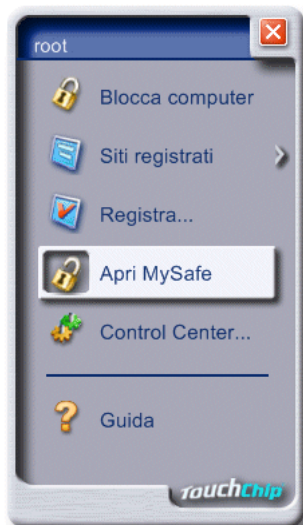 root
Blocca computer
Siti registrati
Registra...
Apri MySafe
Control Center...
Guida
TouchChip